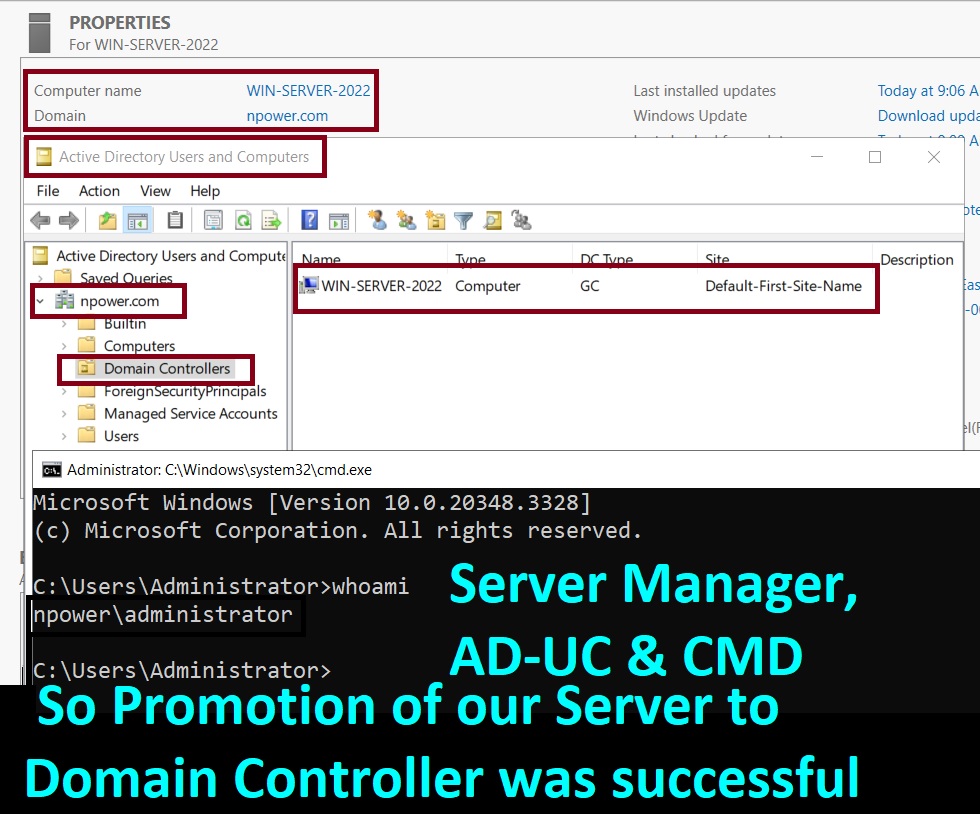 PROPERTIES
For WIN-SERVER-2022
Computer name WIN-SERVER-2022 Last installed updates Today at 9:06 A
Domain npower.com Windows Update Download upda
Active Directory Users and Computers
File Action View Help
Active Directory Users and Compute
Name Type DC Type Site Description
Saved Queries
WIN-SERVER-2022 Computer GC Default-First-Site-Name
npower.com
Builtin
Computers
Domain Controllers
ForeignSecurityPrincipals
Managed Service Accounts
Users
Administrator: C:\Windows\system32\cmd.exe
Microsoft Windows [Version 10.0.20348.3328]
(c) Microsoft Corporation. All rights reserved.
C:\Users\Administrator>whoami
npower\administrator
C:\Users\Administrator>
Server Manager,
AD-UC & CMD
So Promotion of our Server to
Domain Controller was successful